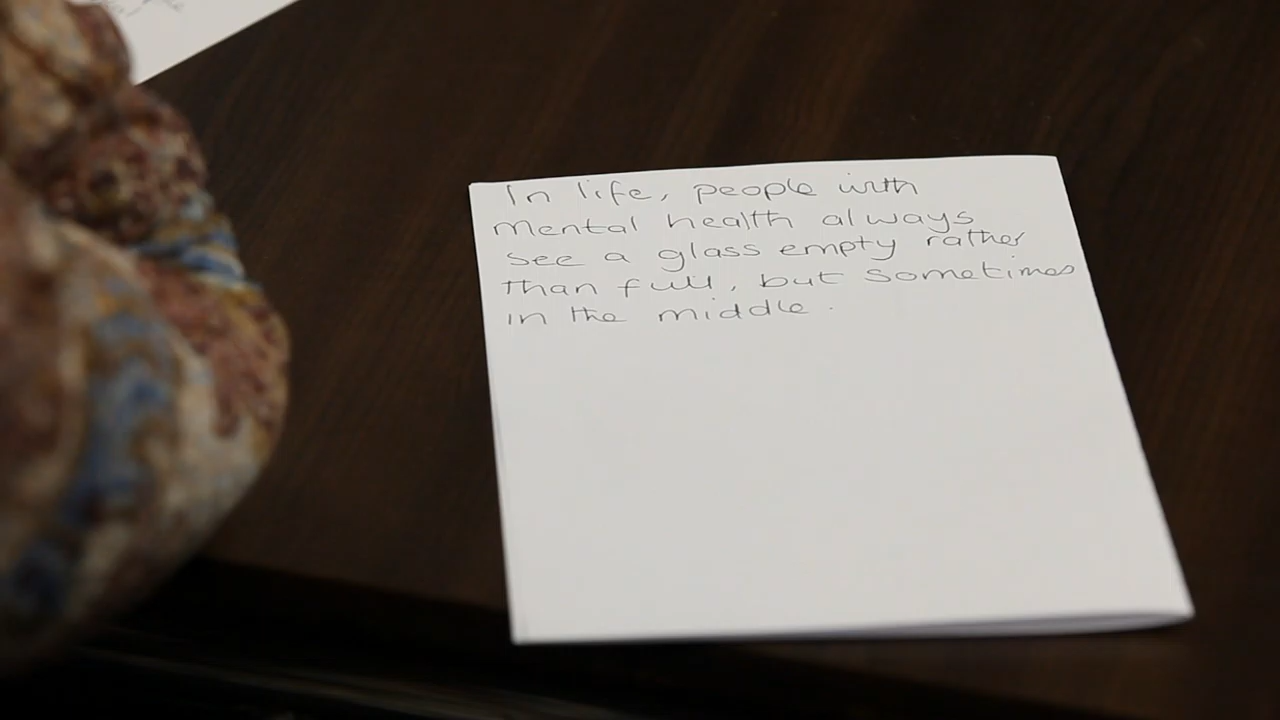 In life, people with
mental health always
see a glass empty rather
than full, but sometimes
in the middle.